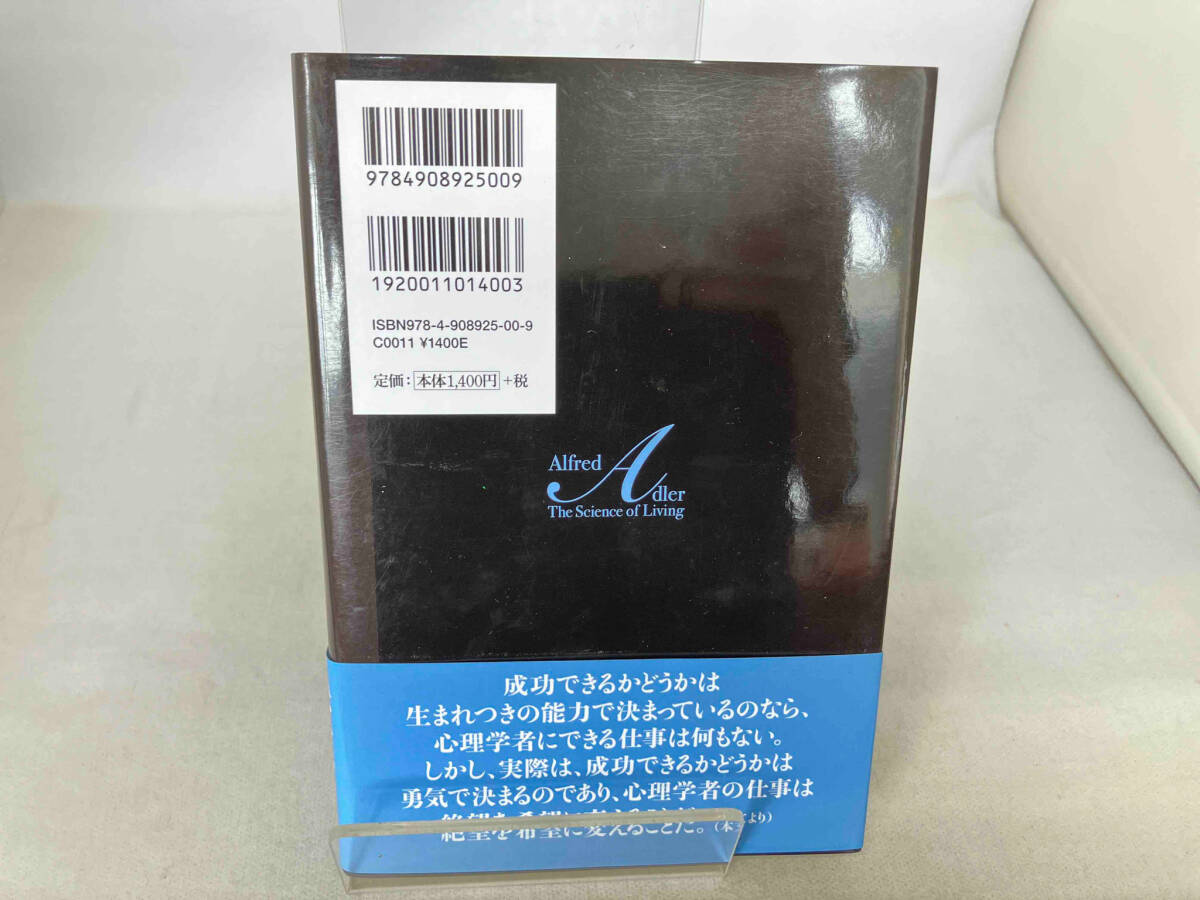 9784908925009
1920011014003
ISBN978-4-908925-00-9
C0011 ¥1400E
定価：本体1,400円＋税
Alfred Adler
The Science of Living
成功できるかどうかは
生まれつきの能力で決まっているのなら、
心理学者にできる仕事は何もない。
しかし、実際は、成功できるかどうかは
勇気で決まるのであり、心理学者の仕事は
絶望を希望に変えることだ。（本文より）